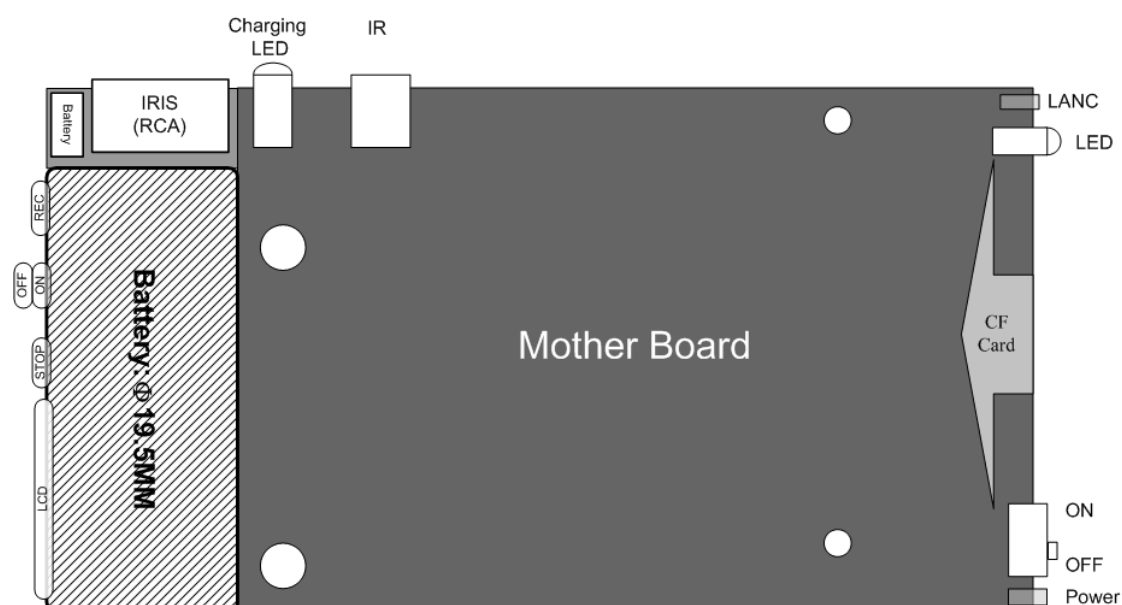 Charging
LED
IR
Battery
IRIS
(RCA)
LANC
LED
REC
OFF
ON
STOP
LCD
Battery: Φ 19.5MM
Mother Board
CF
Card
ON
OFF
Power